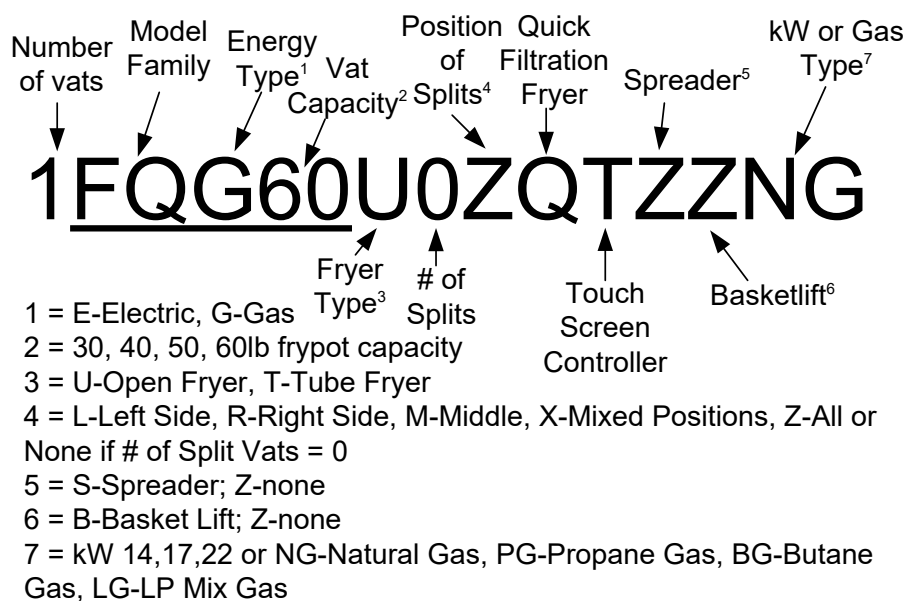 Number
of vats
Model
Family
Energy
Type¹
Vat
Capacity²
Position
of
Splits⁴
Quick
Filtration
Fryer
Spreader⁵
kW or Gas
Type⁷
1FQG60U0ZQTZZNG
Fryer
Type³
# of
Splits
Touch
Screen
Controller
Basketlift⁶
1 = E-Electric, G-Gas
2 = 30, 40, 50, 60lb frypot capacity
3 = U-Open Fryer, T-Tube Fryer
4 = L-Left Side, R-Right Side, M-Middle, X-Mixed Positions, Z-All or
None if # of Split Vats = 0
5 = S-Spreader; Z-none
6 = B-Basket Lift; Z-none
7 = kW 14,17,22 or NG-Natural Gas, PG-Propane Gas, BG-Butane
Gas, LG-LP Mix Gas